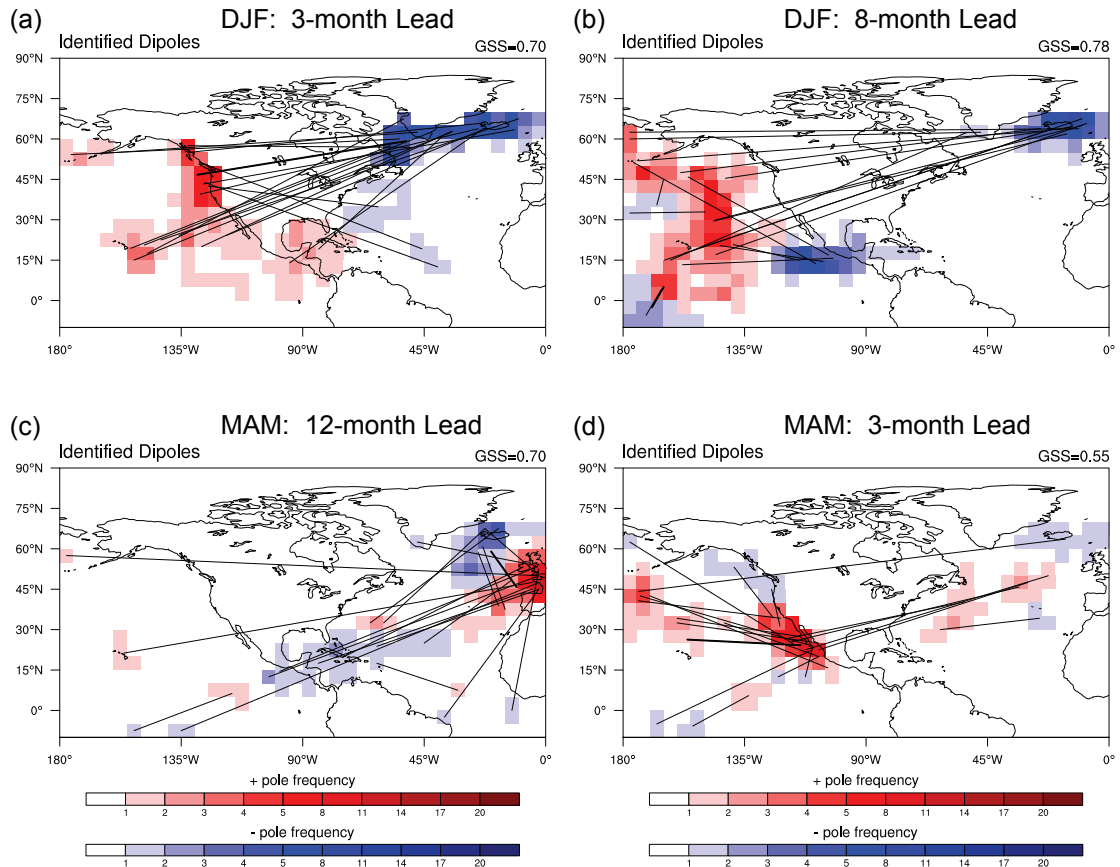 (a) DJF: 3-month Lead
Identified Dipoles GSS=0.70
90°N
75°N
60°N
45°N
30°N
15°N
0°
180° 135°W 90°W 45°W 0°
(b) DJF: 8-month Lead
Identified Dipoles GSS=0.78
90°N
75°N
60°N
45°N
30°N
15°N
0°
180° 135°W 90°W 45°W 0°
(c) MAM: 12-month Lead
Identified Dipoles GSS=0.70
90°N
75°N
60°N
45°N
30°N
15°N
0°
180° 135°W 90°W 45°W 0°
+ pole frequency
1 2 3 4 5 8 11 14 17 20
- pole frequency
1 2 3 4 5 8 11 14 17 20
(d) MAM: 3-month Lead
Identified Dipoles GSS=0.55
90°N
75°N
60°N
45°N
30°N
15°N
0°
180° 135°W 90°W 45°W 0°
+ pole frequency
1 2 3 4 5 8 11 14 17 20
- pole frequency
1 2 3 4 5 8 11 14 17 20